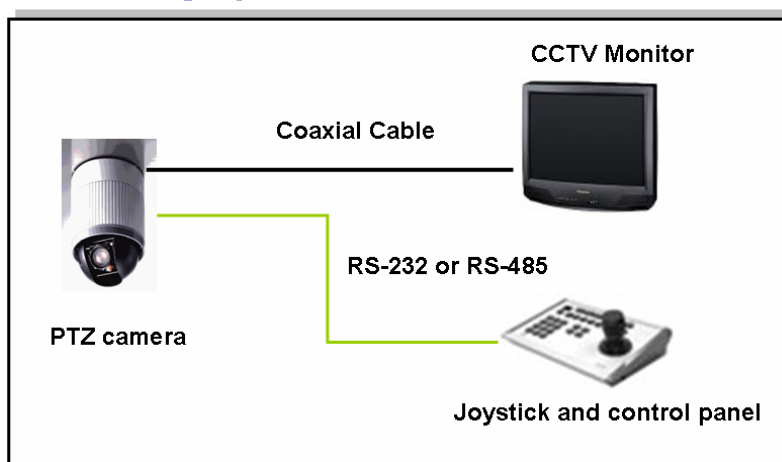 CCTV Monitor
Coaxial Cable
RS-232 or RS-485
PTZ camera
Joystick and control panel